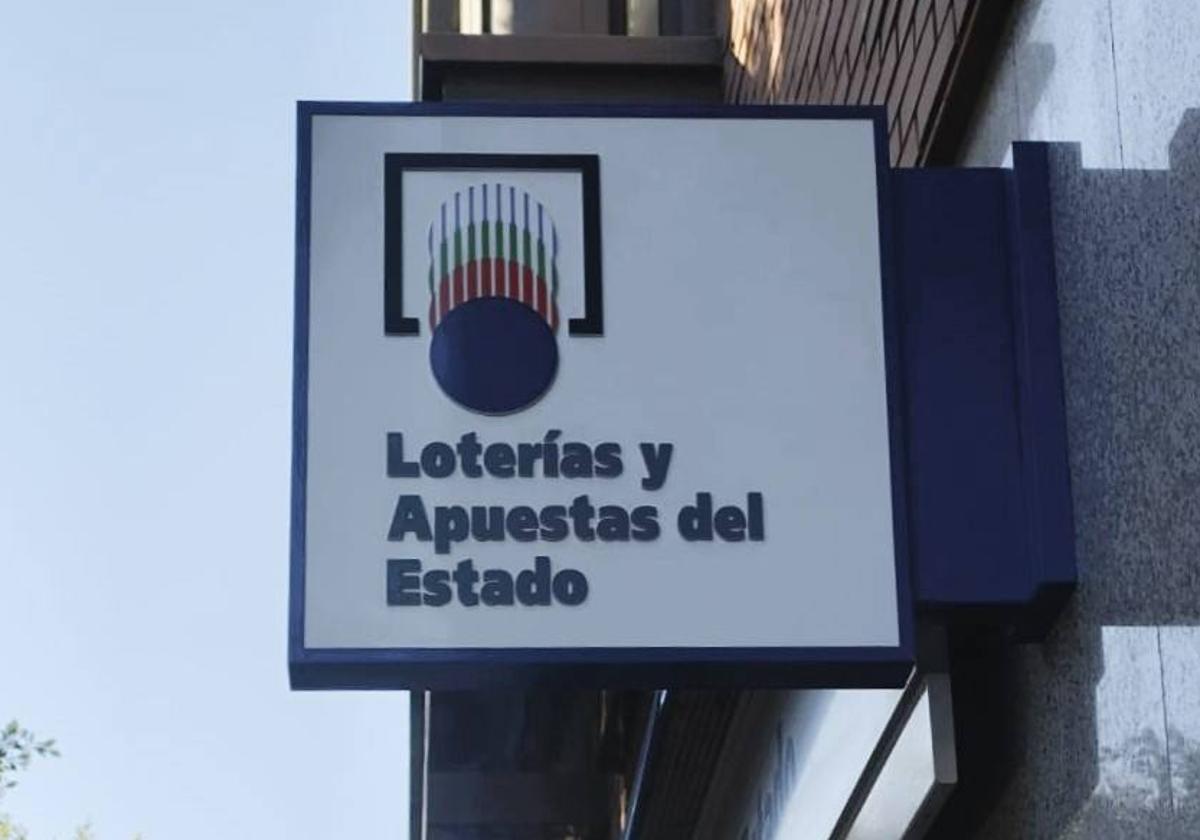 Loterías y
Apuestas del
Estado